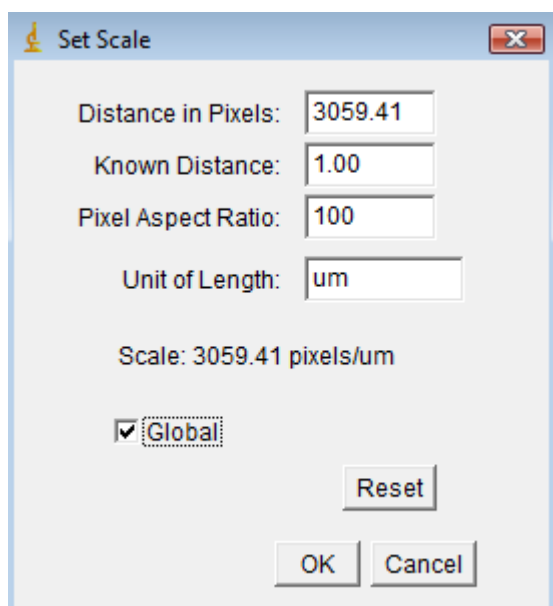 Set Scale
Distance in Pixels: 3059.41
Known Distance: 1.00
Pixel Aspect Ratio: 100
Unit of Length: um
Scale: 3059.41 pixels/um
Global
Reset
OK Cancel